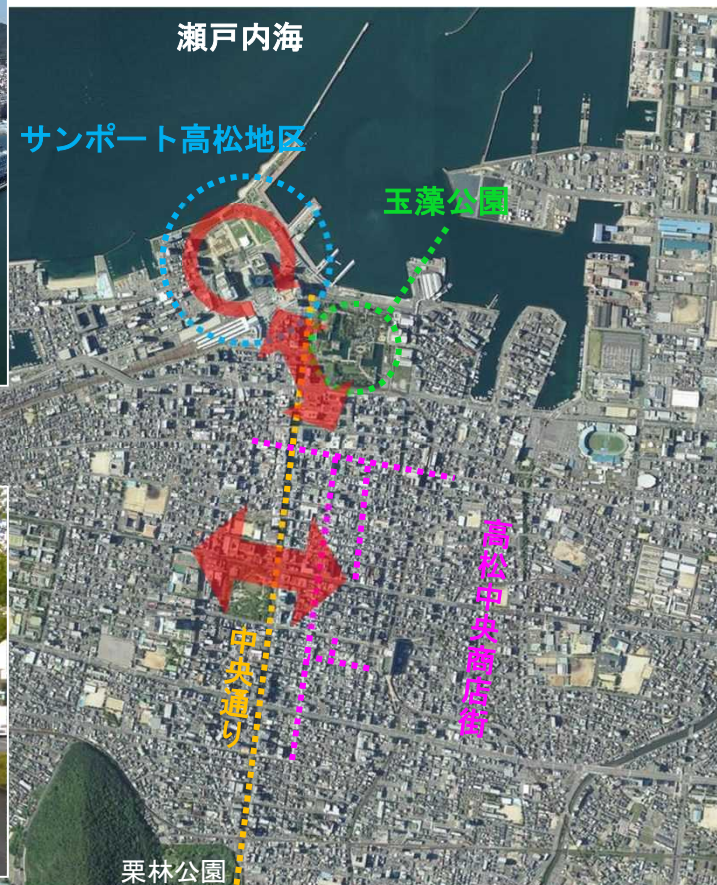 瀬戸内海
サンポート高松地区
玉藻公園
高松中央商店街
中央通り
栗林公園